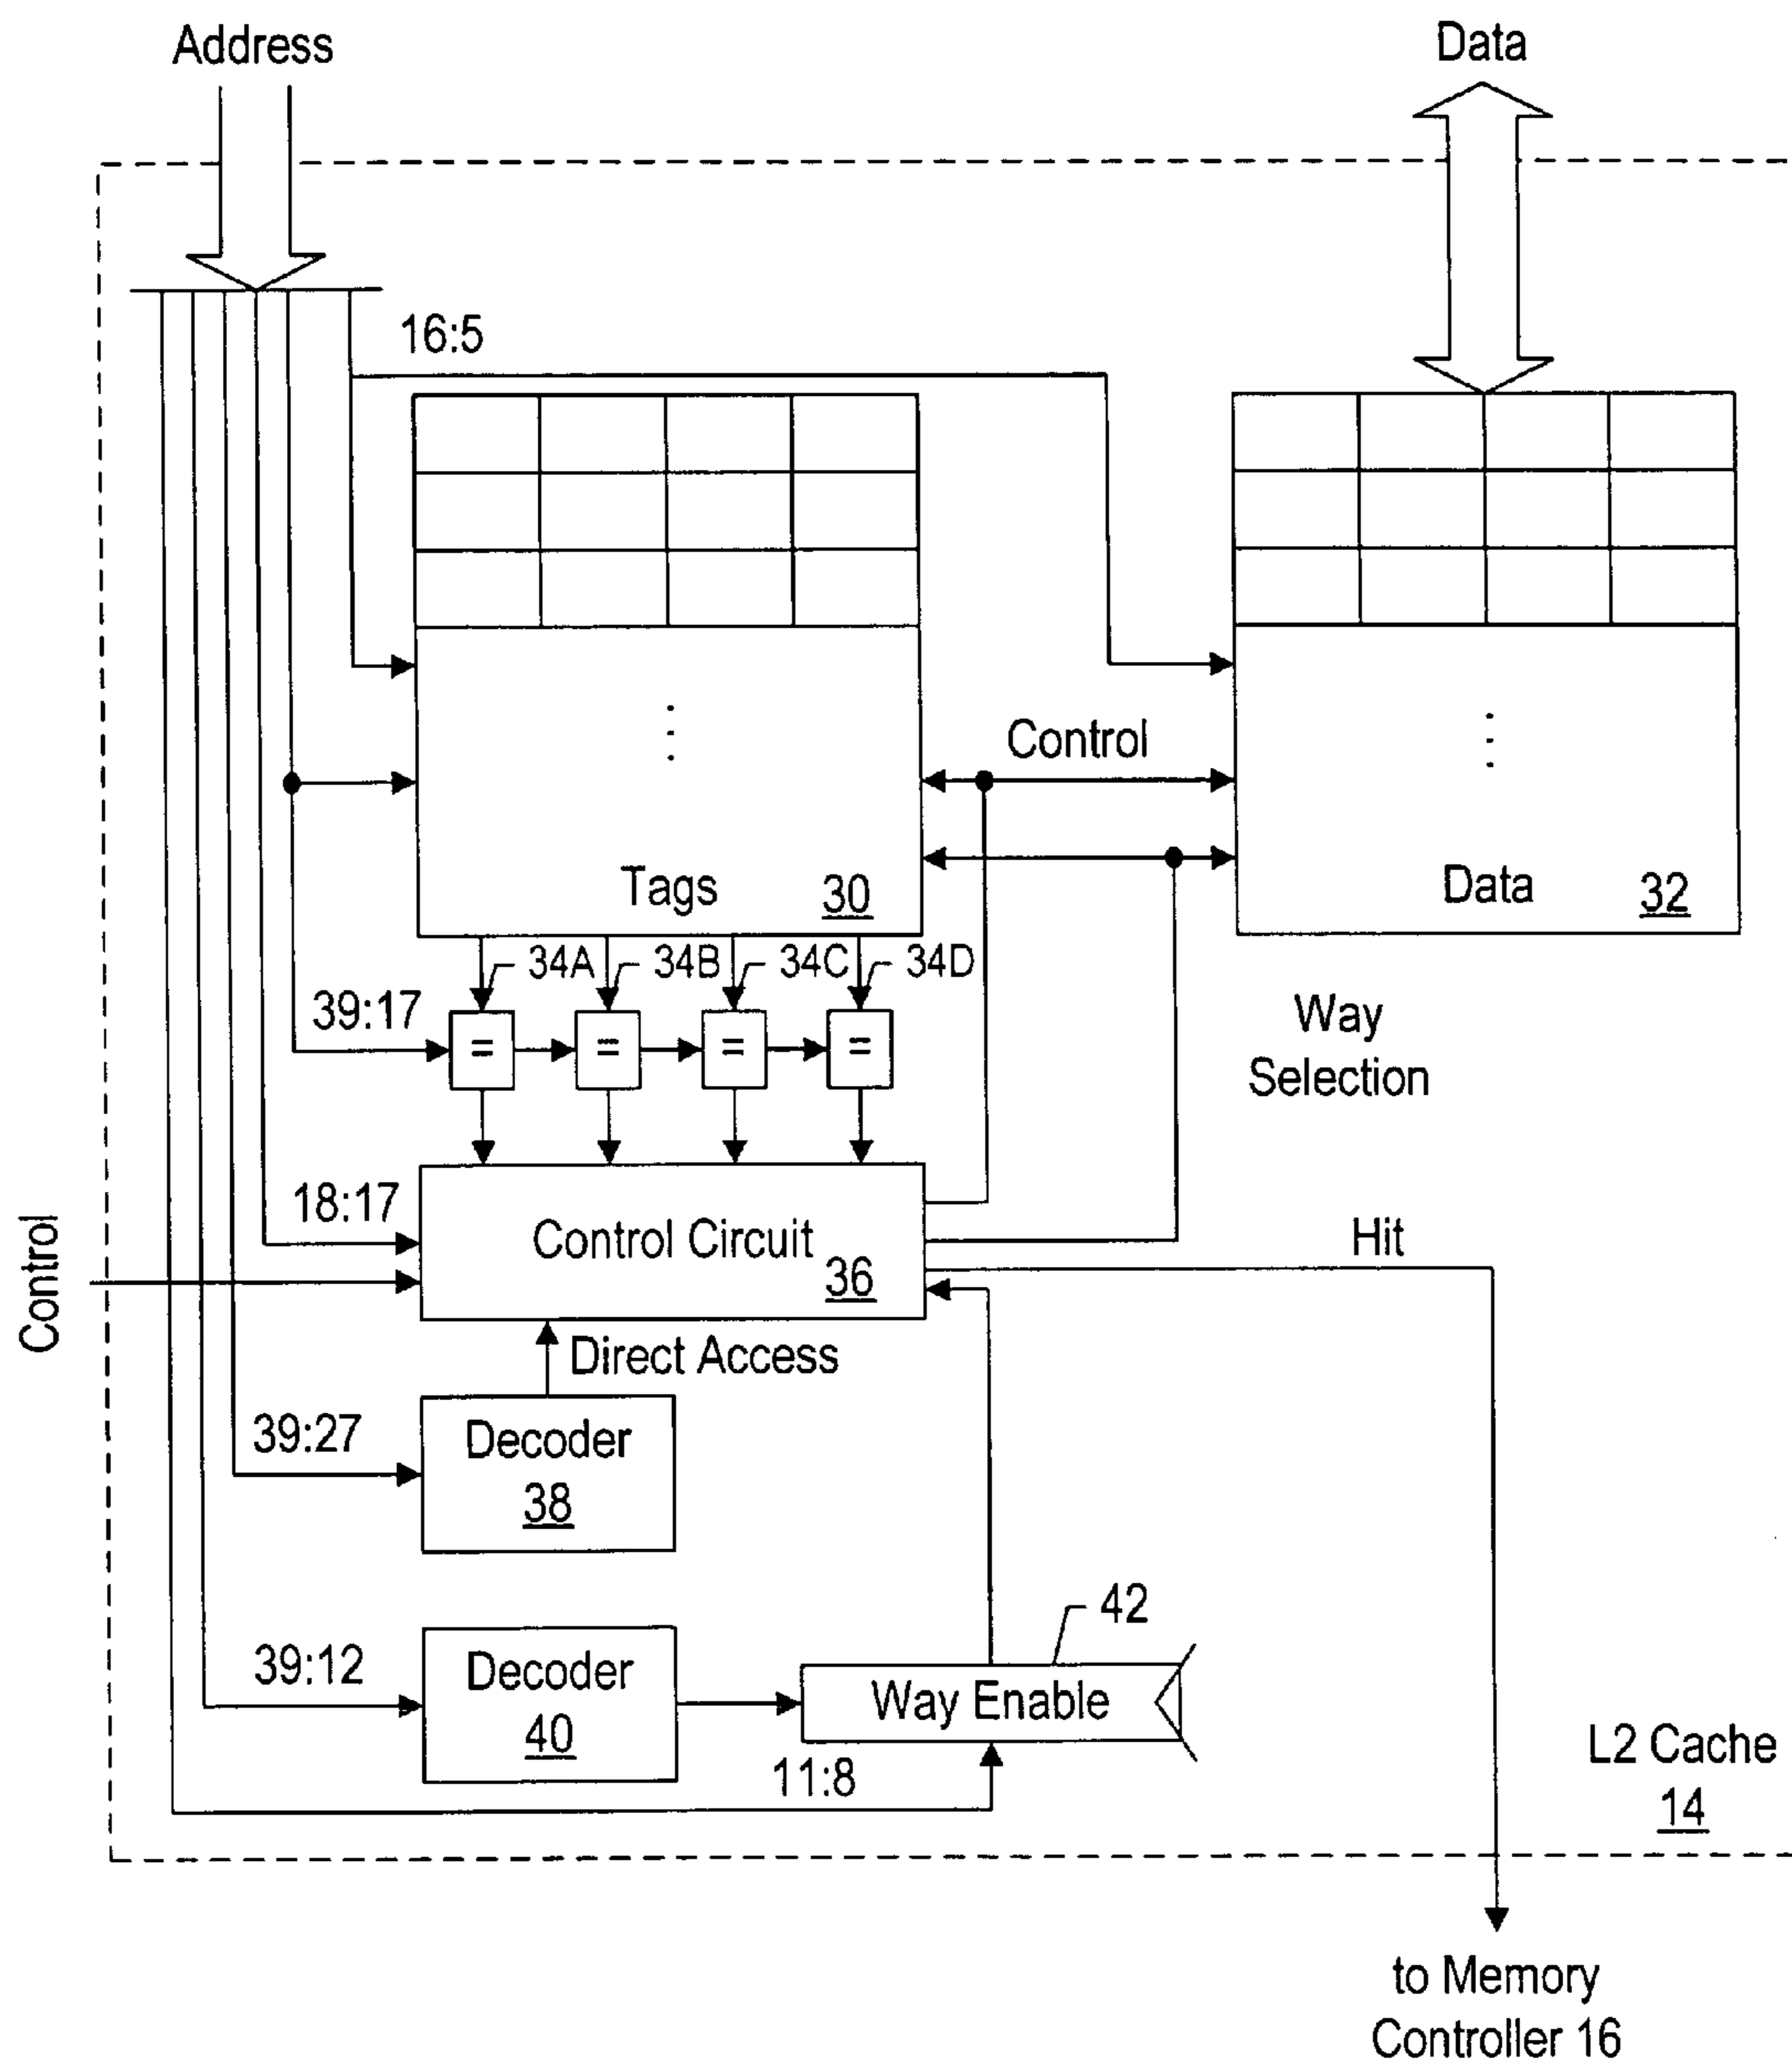 Address
Data
16:5
Control
Tags 30
Data 32
34A
34B
34C
34D
39:17
=
=
=
=
Way
Selection
18:17
Control Circuit
36
Hit
Control
Direct Access
39:27
Decoder
38
42
39:12
Decoder
40
Way Enable
11:8
L2 Cache
14
to Memory
Controller 16